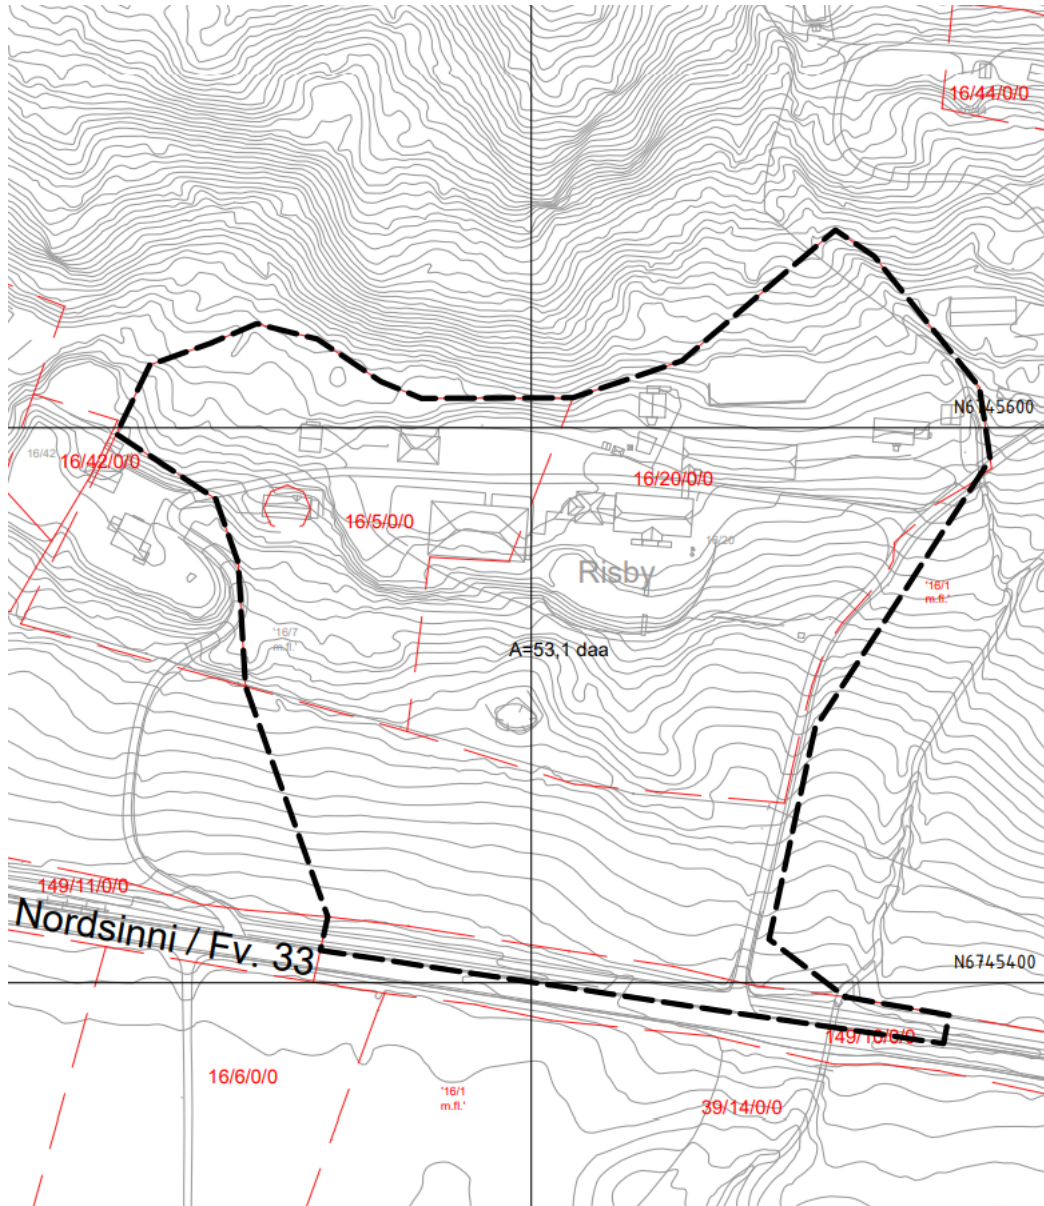 16/44/0/0
N6745600
16/42
16/42/0/0
16/20/0/0
16/5/0/0
16/20
Risby
'16/1
m.fl.'
'16/7
m.fl.'
A=53,1 daa
149/11/0/0
Nordsinni / Fv. 33
N6745400
149/10/0/0
16/6/0/0
'16/1
m.fl.'
39/14/0/0